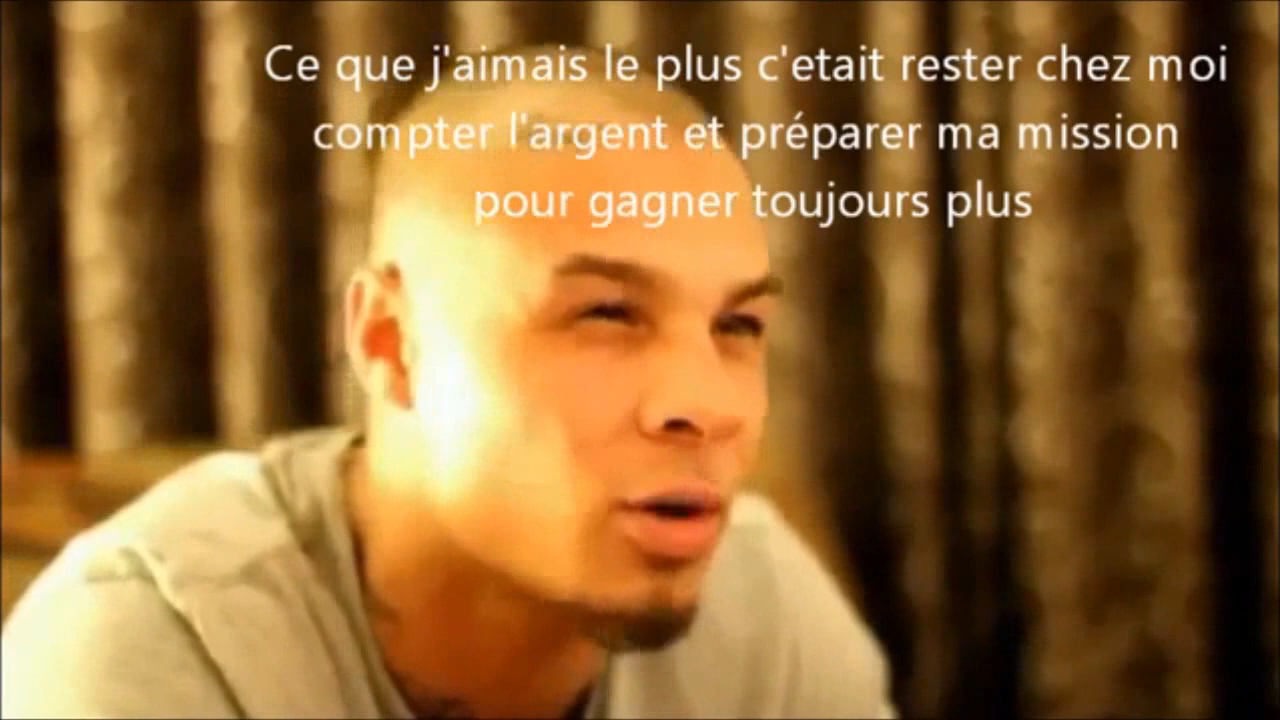 Ce que j'aimais le plus c'etait rester chez moi
compter l'argent et préparer ma mission
pour gagner toujours plus